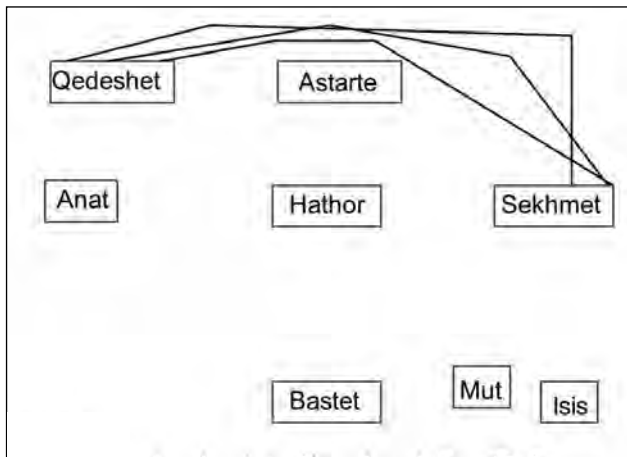 Qedeshet
Astarte
Anat
Hathor
Sekhmet
Bastet
Mut
Isis